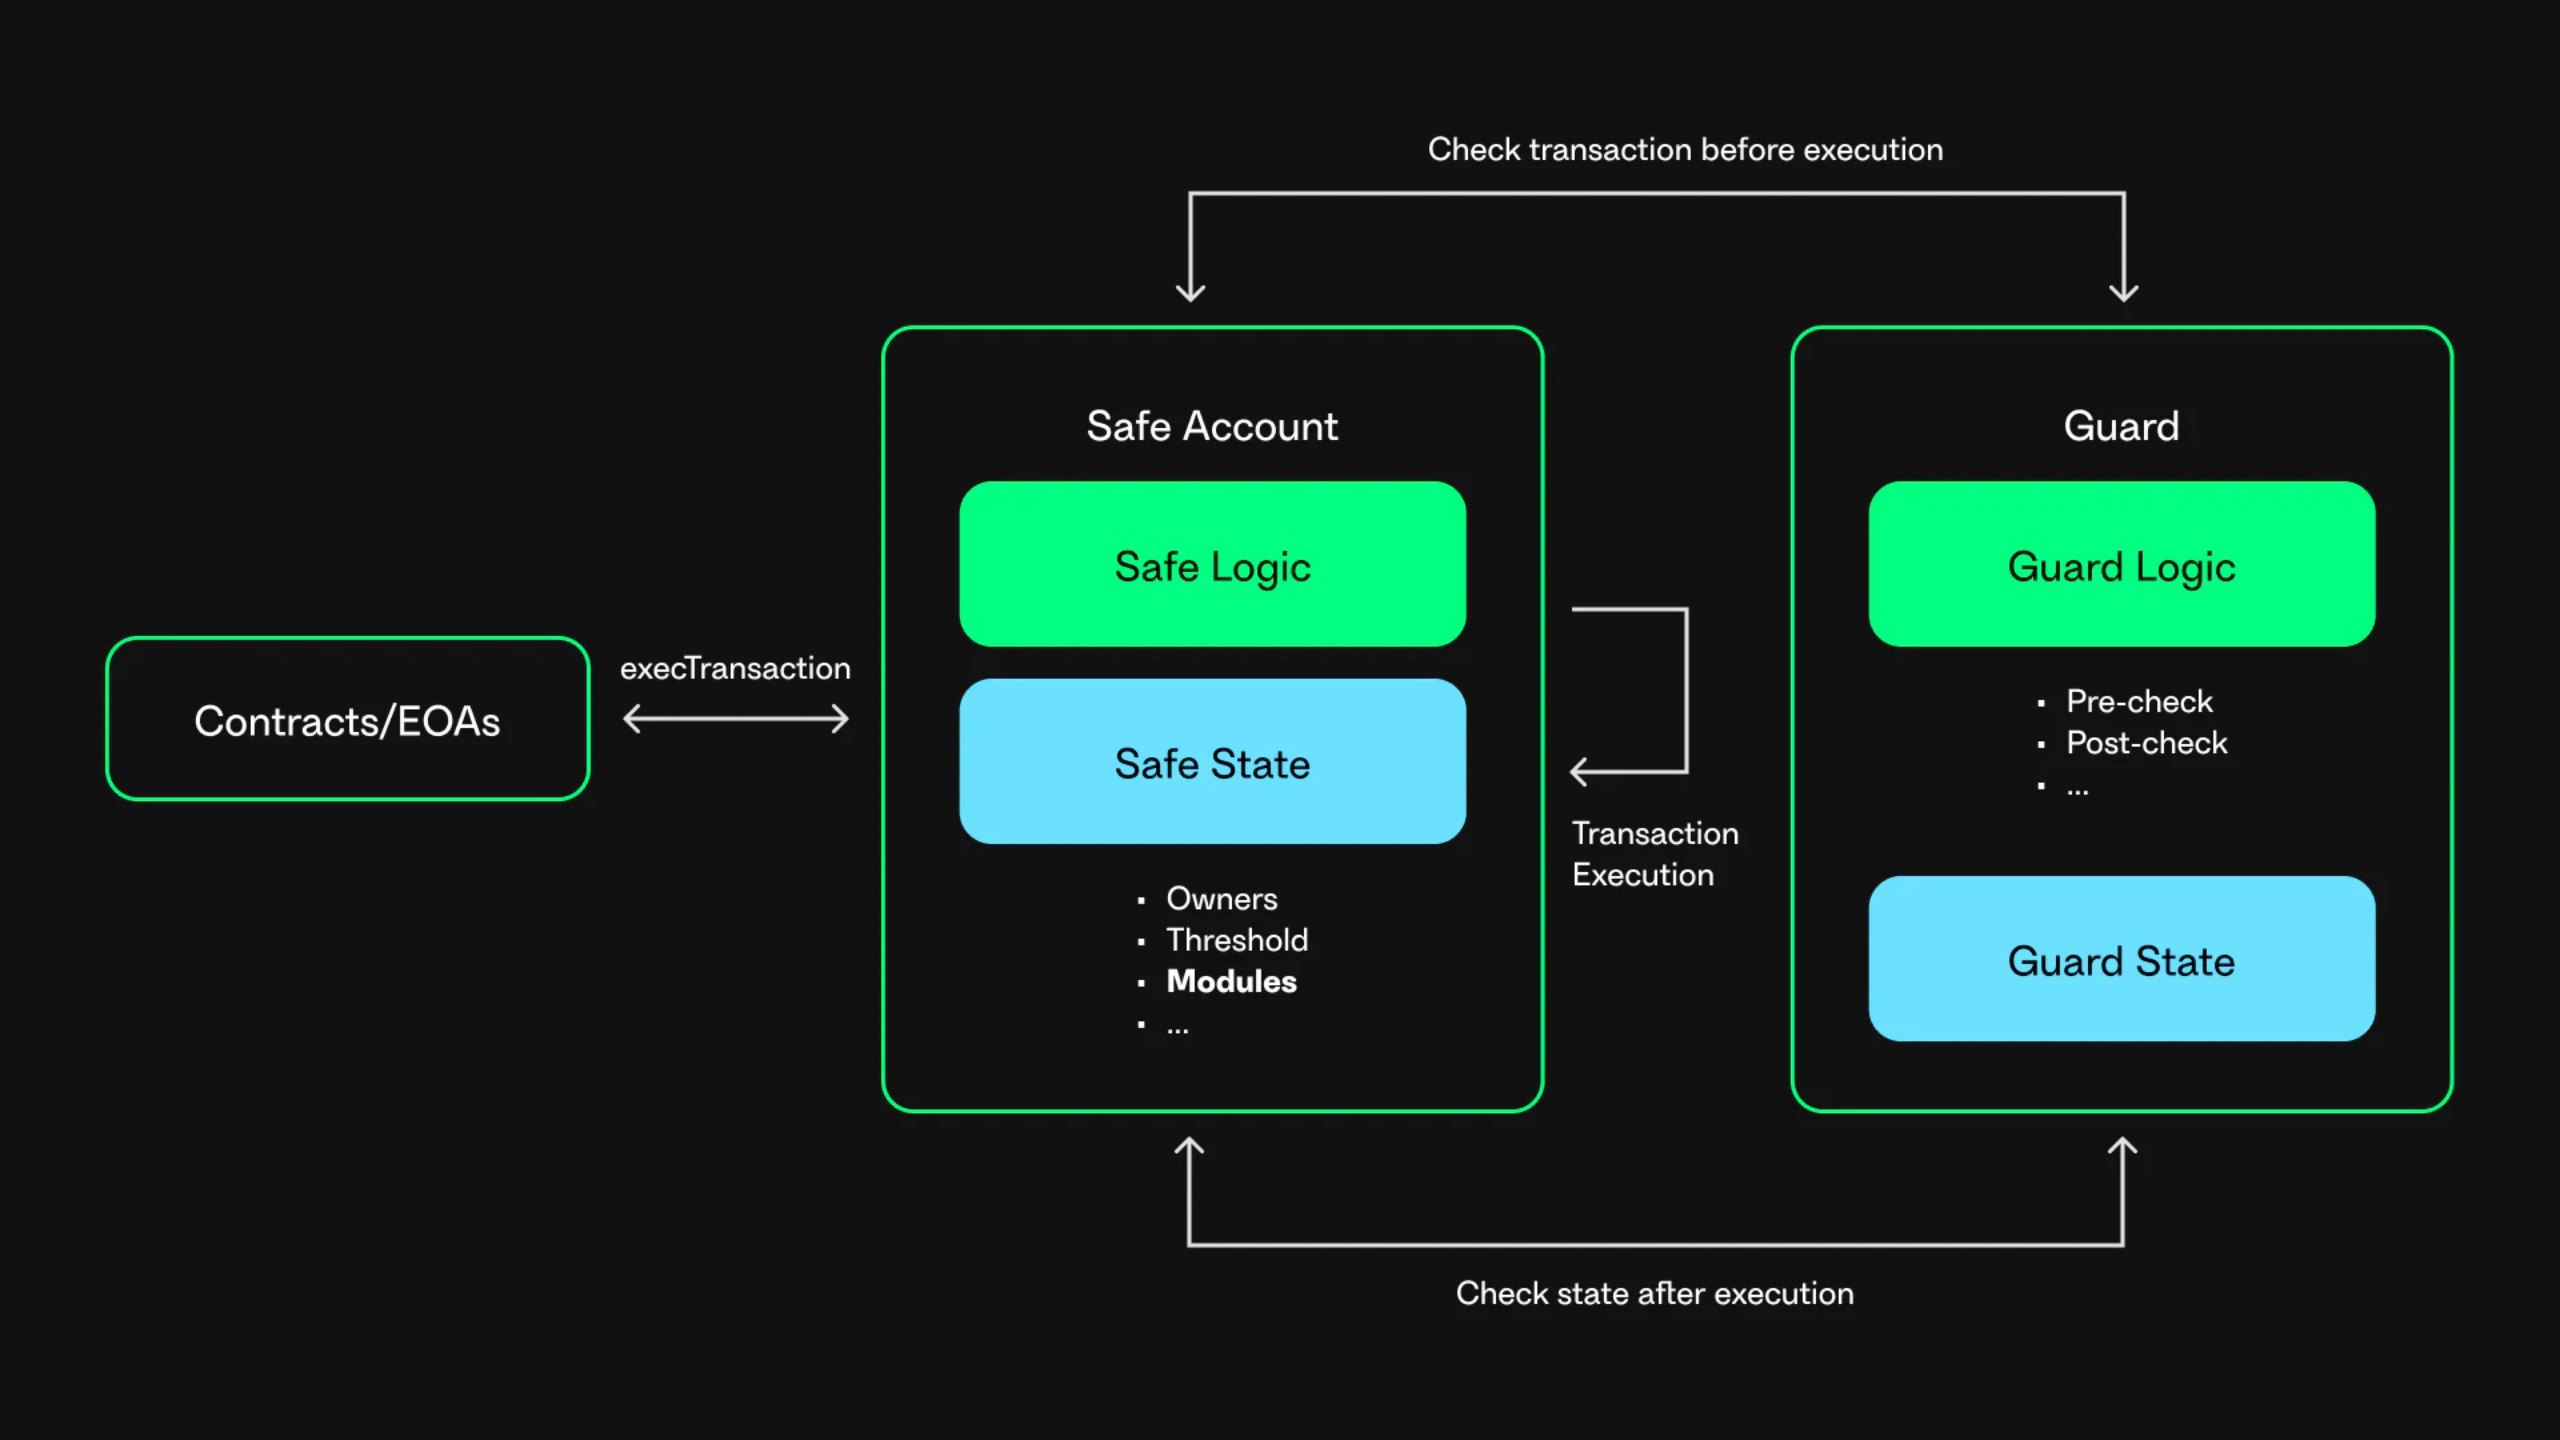 Check transaction before execution
Safe Account
Guard
Safe Logic
Guard Logic
execTransaction
Contracts/EOAs
Safe State
▪ Pre-check
▪ Post-check
▪ ...
Transaction
Execution
▪ Owners
▪ Threshold
▪ Modules
▪ ...
Guard State
Check state after execution